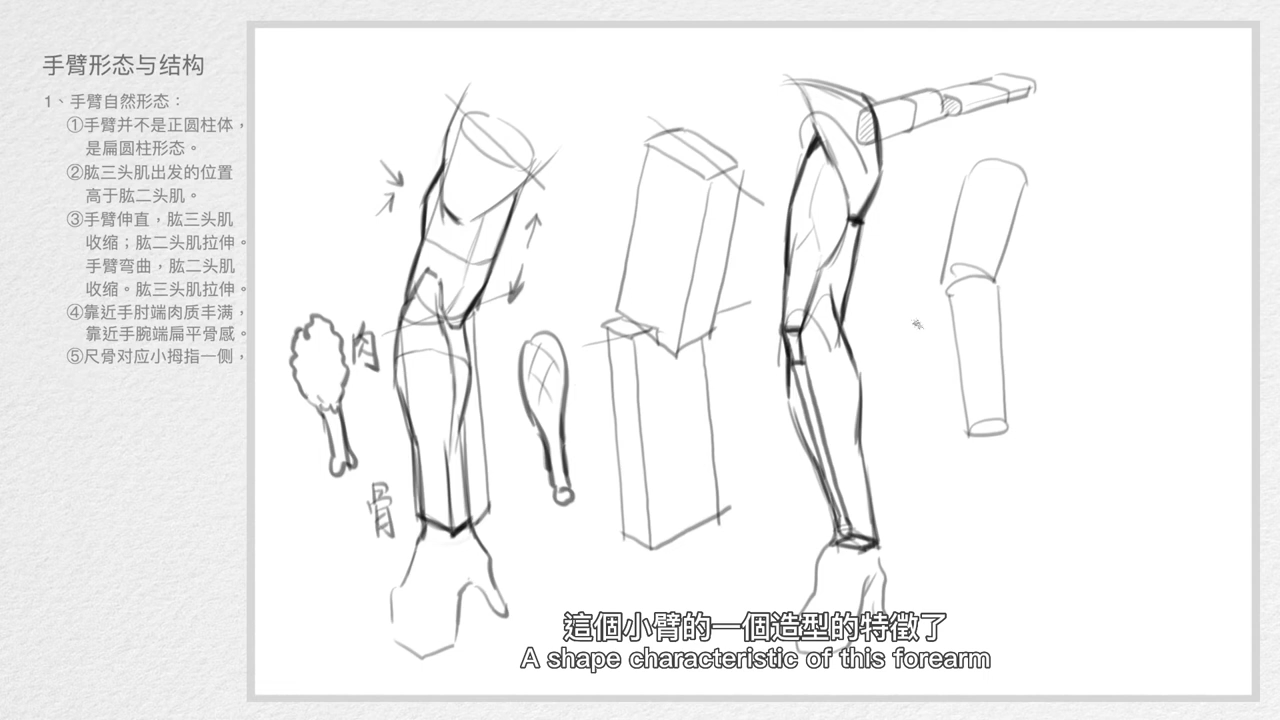 手臂形态与结构
1、手臂自然形态：
①手臂并不是正圆柱体，
是扁圆柱形态。
②肱三头肌出发的位置
高于肱二头肌。
③手臂伸直，肱三头肌
收缩；肱二头肌拉伸。
手臂弯曲，肱二头肌
收缩。肱三头肌拉伸。
④靠近手肘端肉质丰满，
靠近手腕端扁平骨感。
⑤尺骨对应小拇指一侧，
肉
骨
這個小臂的一個造型的特徵了
A shape characteristic of this forearm